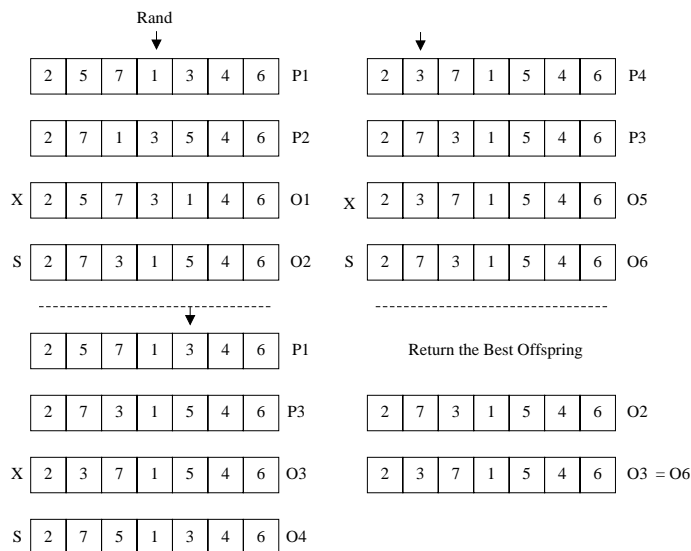 Rand
2 5 7 1 3 4 6 P1
2 7 1 3 5 4 6 P2
X 2 5 7 3 1 4 6 O1
S 2 7 3 1 5 4 6 O2
2 5 7 1 3 4 6 P1
2 7 3 1 5 4 6 P3
X 2 3 7 1 5 4 6 O3
S 2 7 5 1 3 4 6 O4
2 3 7 1 5 4 6 P4
2 7 3 1 5 4 6 P3
X 2 3 7 1 5 4 6 O5
S 2 7 3 1 5 4 6 O6
Return the Best Offspring
2 7 3 1 5 4 6 O2
2 3 7 1 5 4 6 O3 = O6